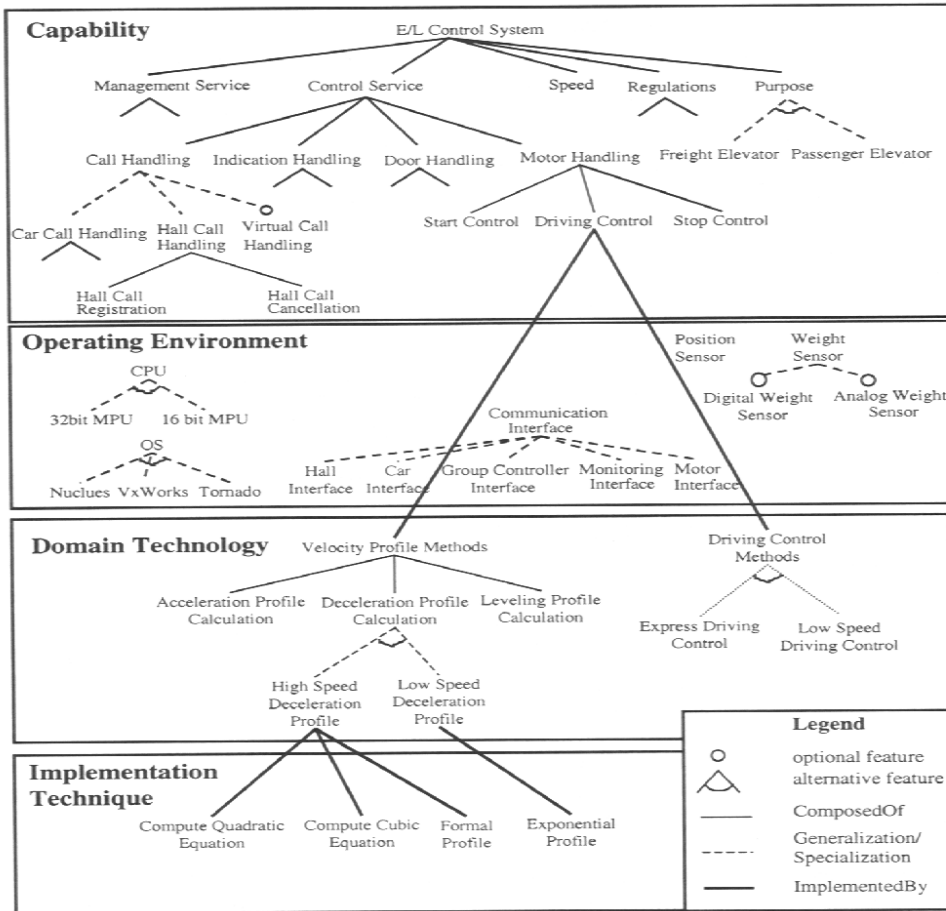 Capability
E/L Control System
Management Service
Control Service
Speed
Regulations
Purpose
Call Handling
Indication Handling
Door Handling
Motor Handling
Freight Elevator
Passenger Elevator
Car Call Handling
Hall Call
Handling
Virtual Call
Handling
Start Control
Driving Control
Stop Control
Hall Call
Registration
Hall Call
Cancellation
Operating Environment
Position
Sensor
Weight
Sensor
CPU
32bit MPU
16 bit MPU
Digital Weight
Sensor
Analog Weight
Sensor
Communication
Interface
OS
Nuclues
VxWorks
Tornado
Hall
Interface
Car
Interface
Group Controller
Interface
Monitoring
Interface
Motor
Interface
Domain Technology
Velocity Profile Methods
Driving Control
Methods
Acceleration Profile
Calculation
Deceleration Profile
Calculation
Leveling Profile
Calculation
Express Driving
Control
Low Speed
Driving Control
High Speed
Deceleration
Profile
Low Speed
Deceleration
Profile
Implementation
Technique
Compute Quadratic
Equation
Compute Cubic
Equation
Formal
Profile
Exponential
Profile
Legend
optional feature
alternative feature
ComposedOf
Generalization/
Specialization
ImplementedBy